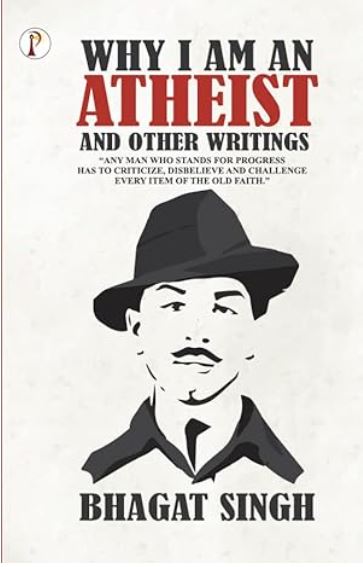 WHY I AM AN
ATHEIST
AND OTHER WRITINGS
“ANY MAN WHO STANDS FOR PROGRESS
HAS TO CRITICIZE, DISBELIEVE AND CHALLENGE
EVERY ITEM OF THE OLD FAITH.”
BHAGAT SINGH